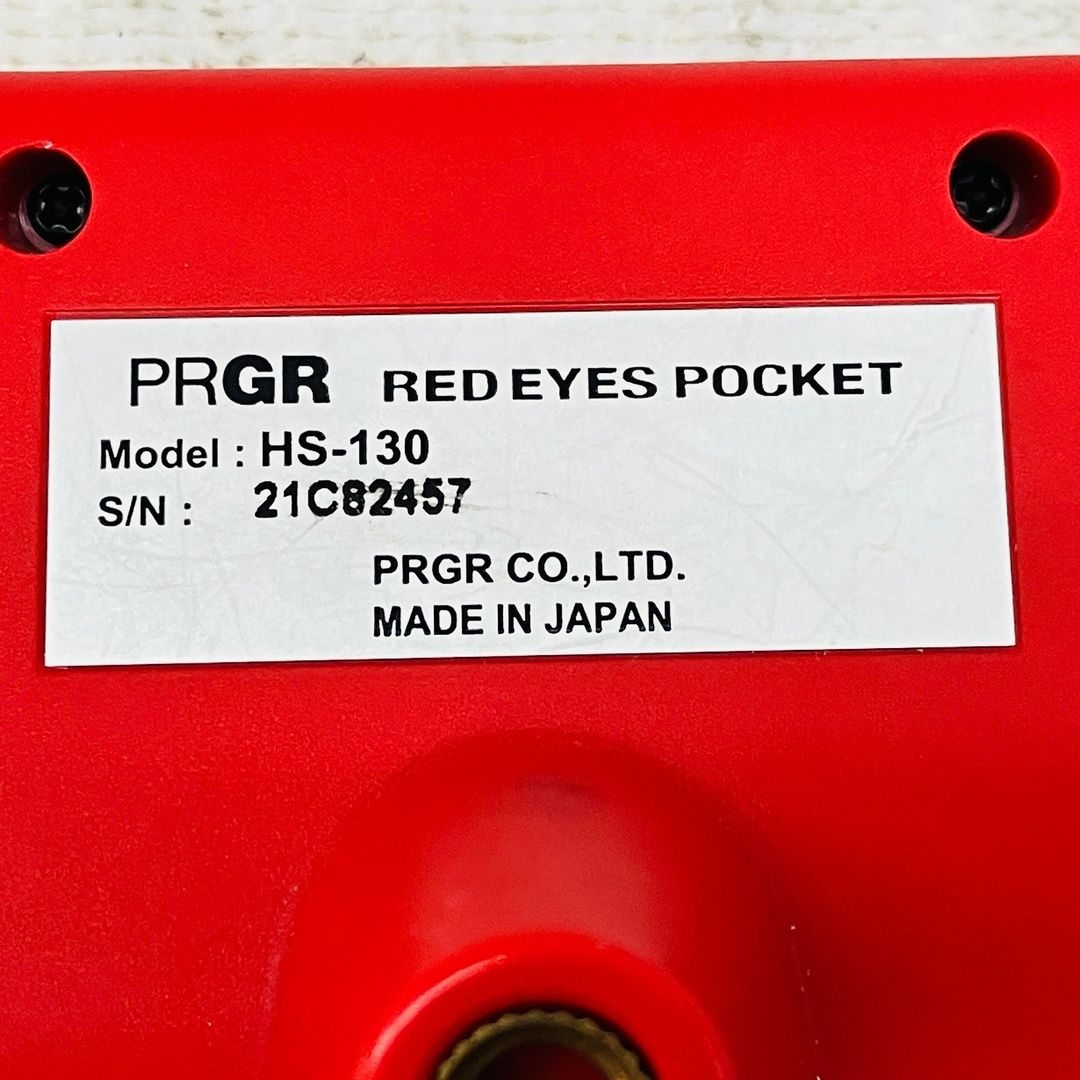 PRGR RED EYES POCKET
Model : HS-130
S/N : 21C82457
PRGR CO.,LTD.
MADE IN JAPAN